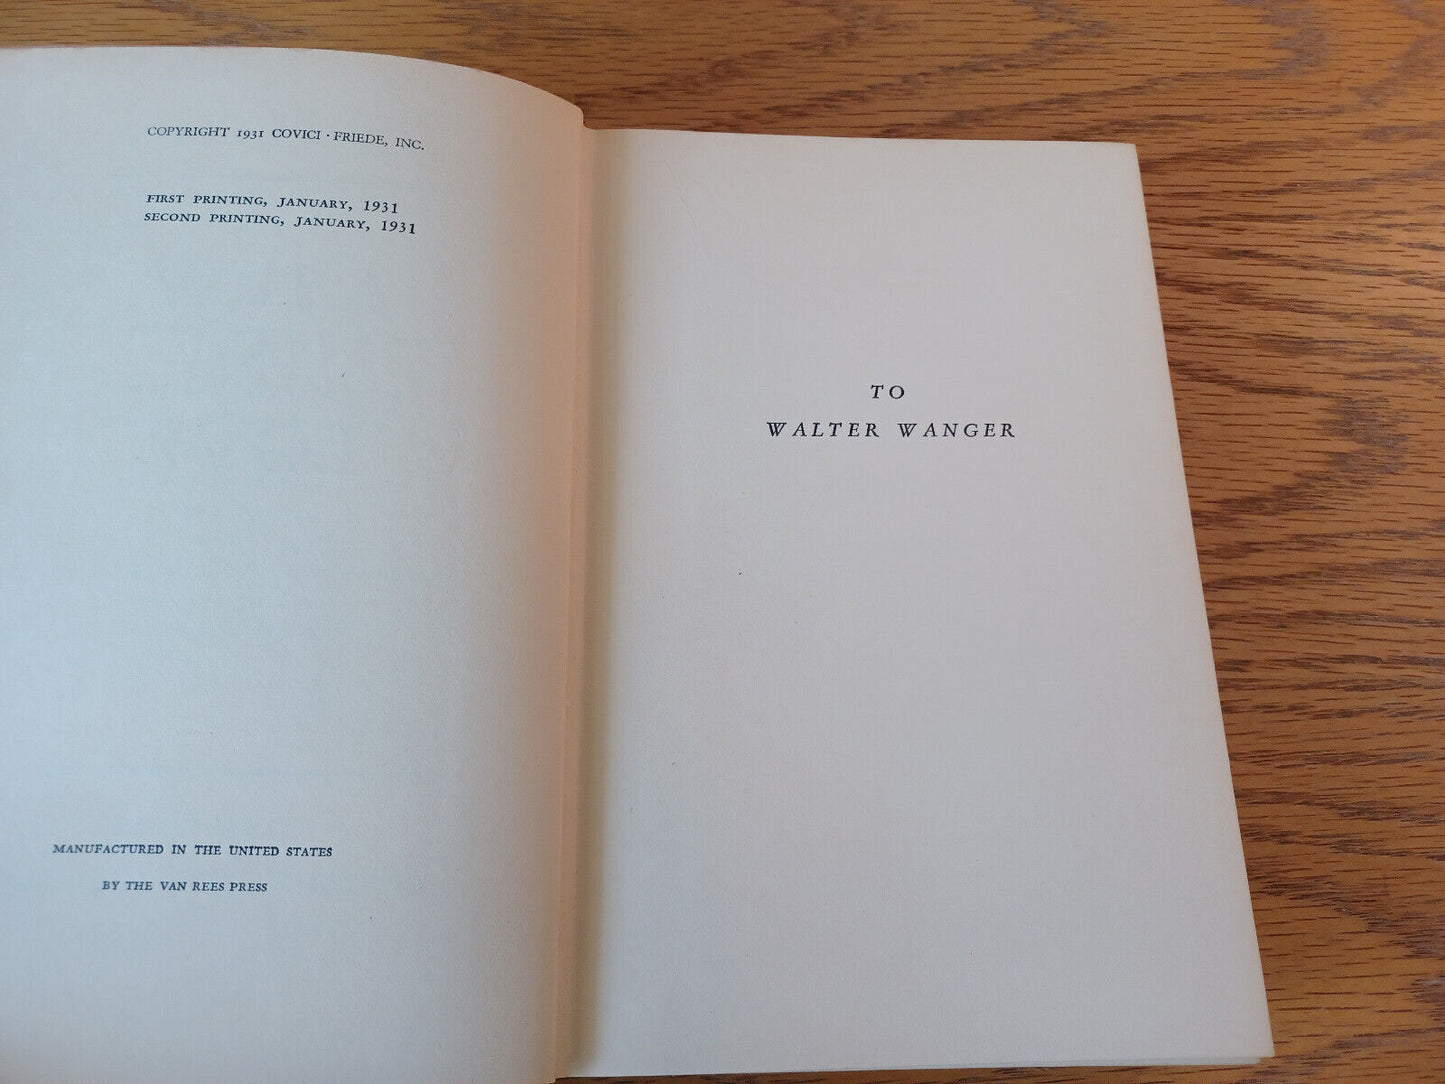 COPYRIGHT 1931 COVICI · FRIEDE, INC.
FIRST PRINTING, JANUARY, 1931
SECOND PRINTING, JANUARY, 1931
MANUFACTURED IN THE UNITED STATES
BY THE VAN REES PRESS
TO
WALTER WANGER